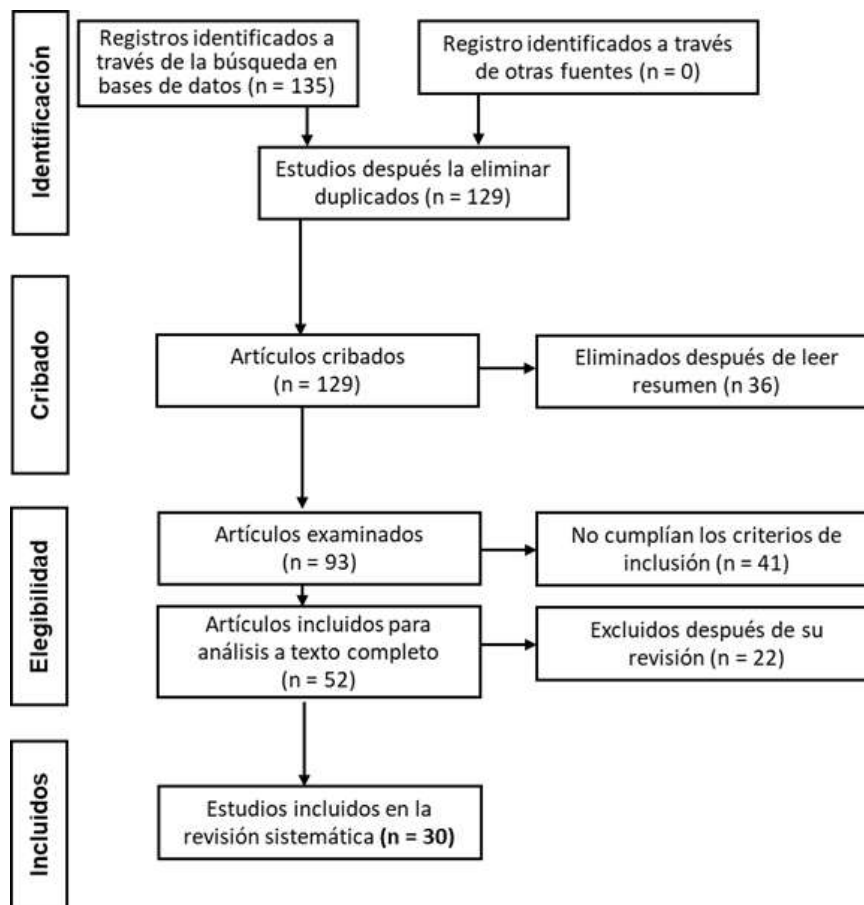 Identificación
Registros identificados a
través de la búsqueda en
bases de datos (n = 135)
Registro identificados a través
de otras fuentes (n = 0)
Estudios después la eliminar
duplicados (n = 129)
Cribado
Artículos cribados
(n = 129)
Eliminados después de leer
resumen (n 36)
Elegibilidad
Artículos examinados
(n = 93)
No cumplían los criterios de
inclusión (n = 41)
Artículos incluidos para
análisis a texto completo
(n = 52)
Excluidos después de su
revisión (n = 22)
Incluidos
Estudios incluidos en la
revisión sistemática (n = 30)